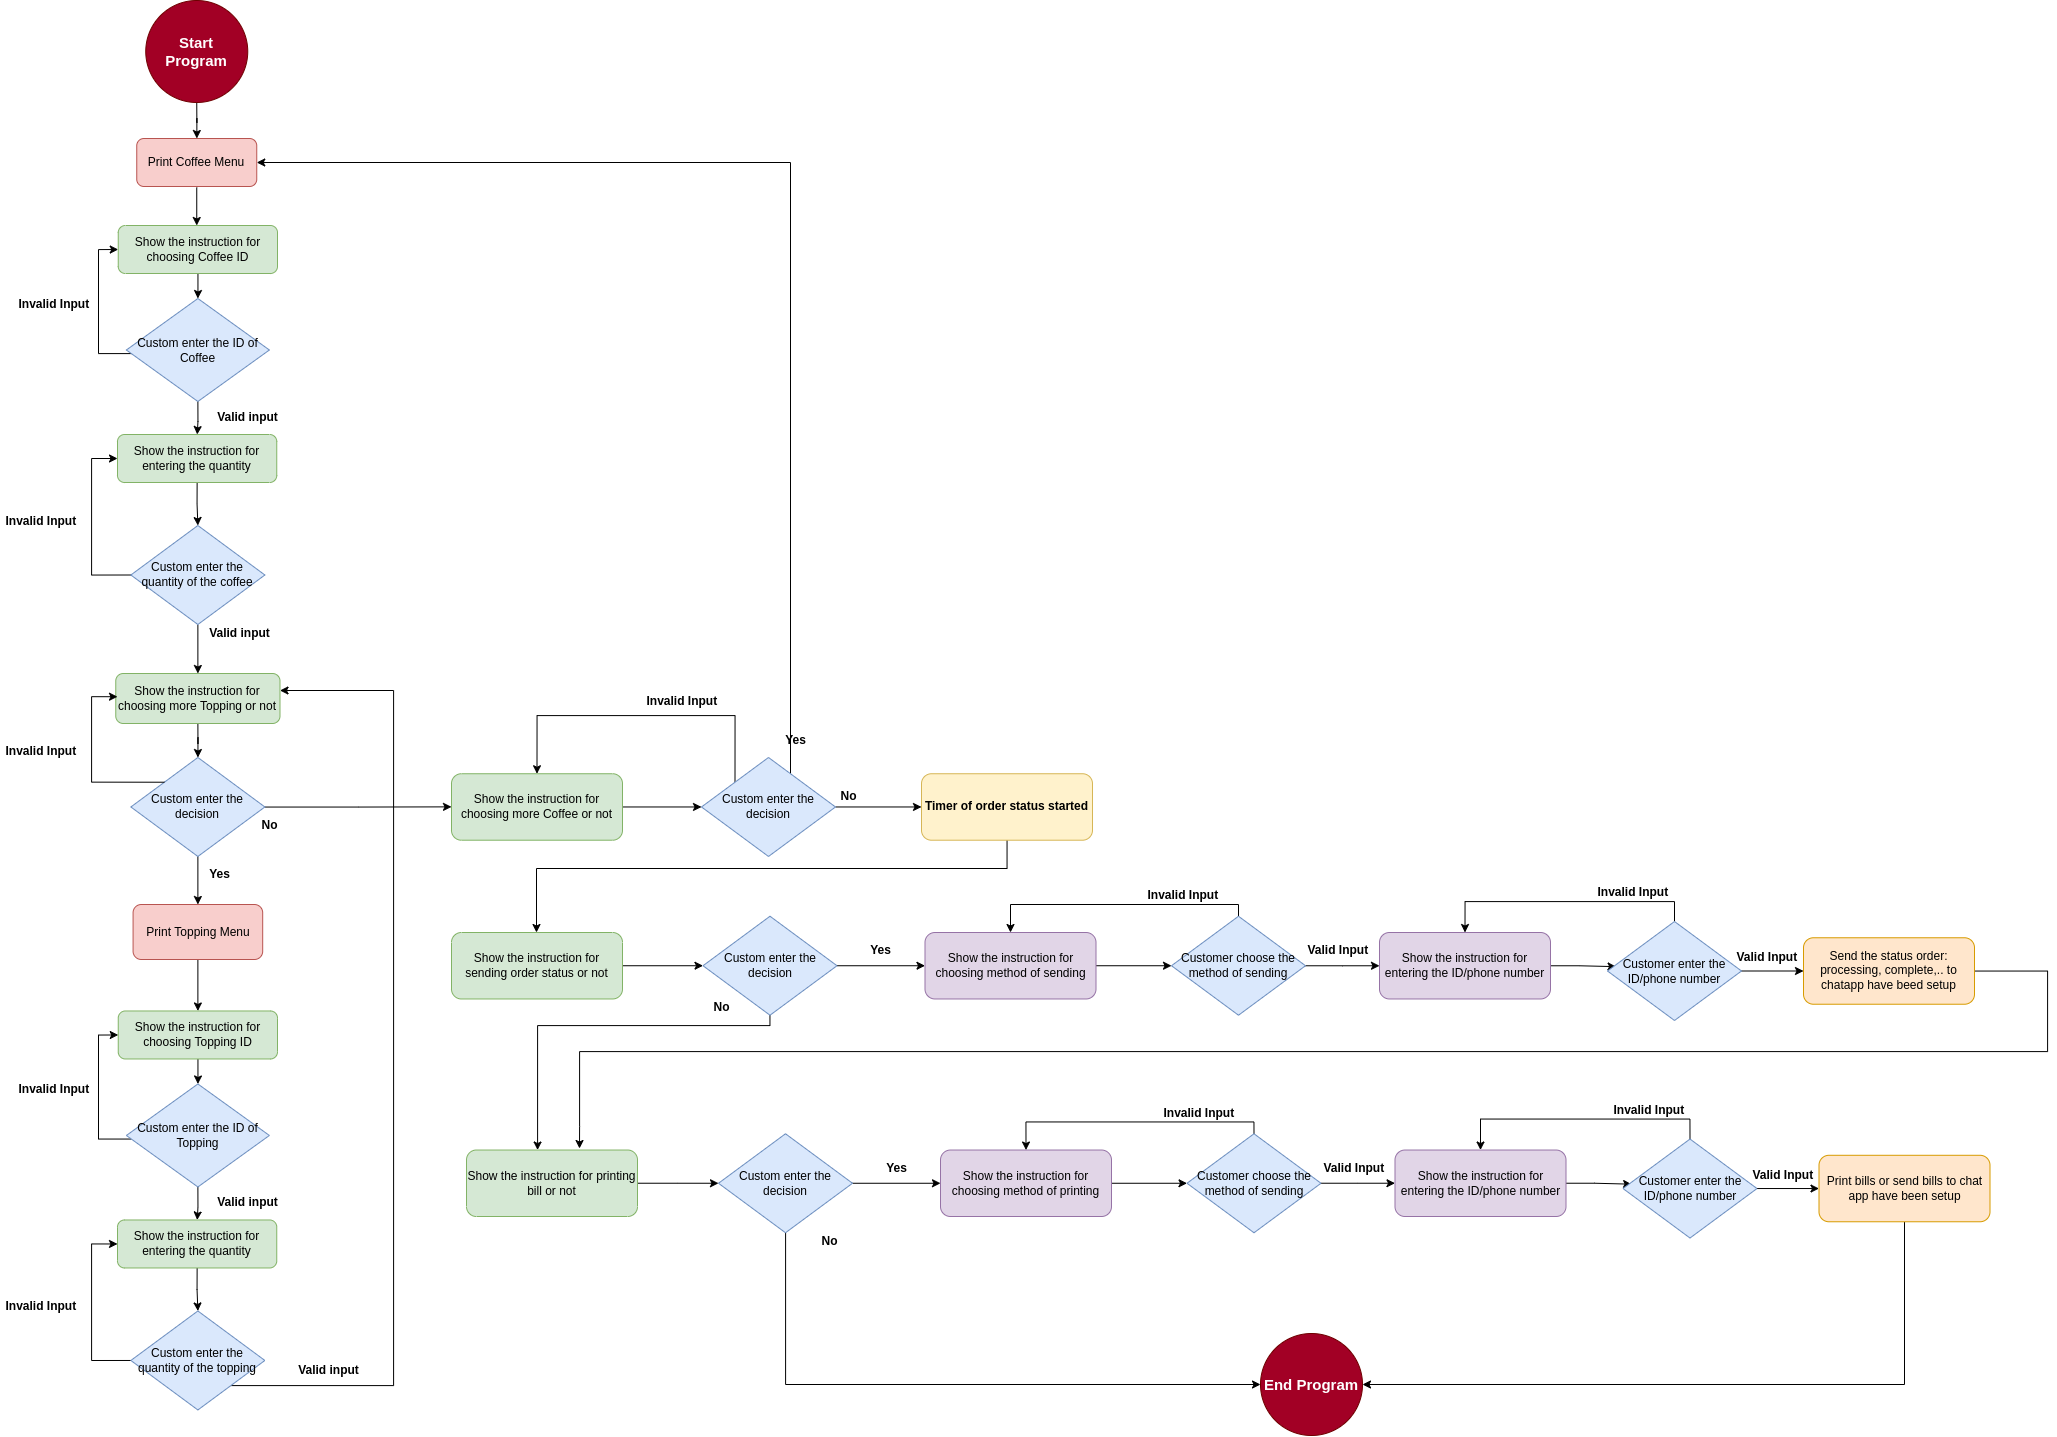 Start
Program
Print Coffee Menu
Show the instruction for
choosing Coffee ID
Invalid Input
Custom enter the ID of
Coffee
Valid input
Show the instruction for
entering the quantity
Invalid Input
Custom enter the
quantity of the coffee
Valid input
Show the instruction for
choosing more Topping or not
Invalid Input
Custom enter the
decision
No
Yes
Print Topping Menu
Show the instruction for
choosing Topping ID
Invalid Input
Custom enter the ID of
Topping
Valid input
Show the instruction for
entering the quantity
Invalid Input
Custom enter the
quantity of the topping
Valid input
Invalid Input
Yes
Show the instruction for
choosing more Coffee or not
Custom enter the
decision
No
Timer of order status started
Show the instruction for
sending order status or not
Custom enter the
decision
Yes
No
Show the instruction for
choosing method of sending
Invalid Input
Customer choose the
method of sending
Valid Input
Show the instruction for
entering the ID/phone number
Invalid Input
Customer enter the
ID/phone number
Valid Input
Send the status order:
processing, complete,.. to
chatapp have beed setup
Show the instruction for printing
bill or not
Custom enter the
decision
Yes
No
Show the instruction for
choosing method of printing
Invalid Input
Customer choose the
method of sending
Valid Input
Show the instruction for
entering the ID/phone number
Invalid Input
Customer enter the
ID/phone number
Valid Input
Print bills or send bills to chat
app have been setup
End Program